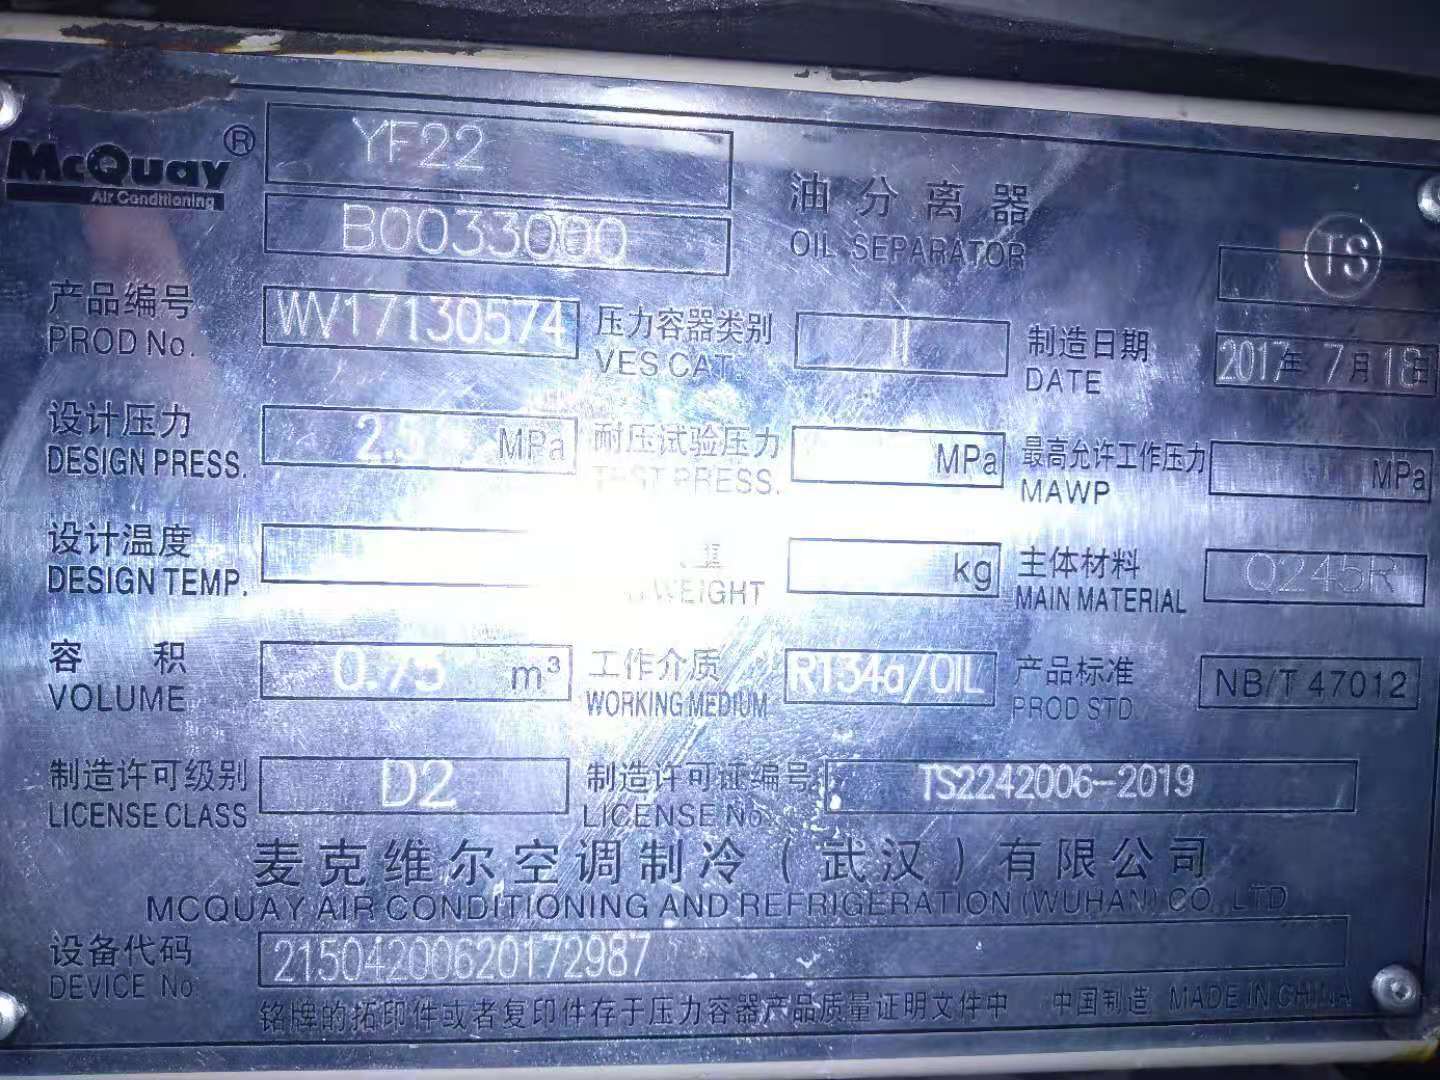 McQuay®
Air Conditioning
YF22
B0033000
油分离器
OIL SEPARATOR
TS
产品编号
PROD No.
WV17130574
压力容器类别
VES CAT
制造日期
DATE
2017年 7月 18日
设计压力
DESIGN PRESS.
MPa
耐压试验压力
TEST PRESS.
MPa
最高允许工作压力
MAWP
MPa
设计温度
DESIGN TEMP.
WEIGHT
kg
主体材料
MAIN MATERIAL
Q245R
容积
VOLUME
0.75 m³
工作介质
WORKING MEDIUM
R134a/OIL
产品标准
PROD STD.
NB/T 47012
制造许可级别
LICENSE CLASS
D2
制造许可证编号
LICENSE No.
TS2242006-2019
麦克维尔空调制冷(武汉)有限公司
MCQUAY AIR CONDITIONING AND REFRIGERATION (WUHAN) CO., LTD
设备代码
DEVICE No
21504200620172987
铭牌的拓印件或者复印件存于压力容器产品质量证明文件中 中国制造 MADE IN CHINA